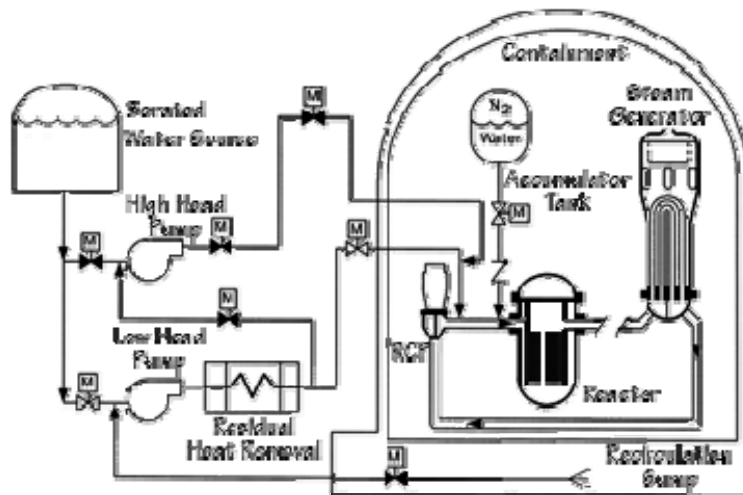 Containment
Steam
Generator
Borated
Water Source
N2
Water
Accumulator
Tank
High Head
Pump
M
M
M
M
M
M
Low Head
Pump
RCP
M
Reactor
Residual
Heat Removal
M
Recirculation
Sump